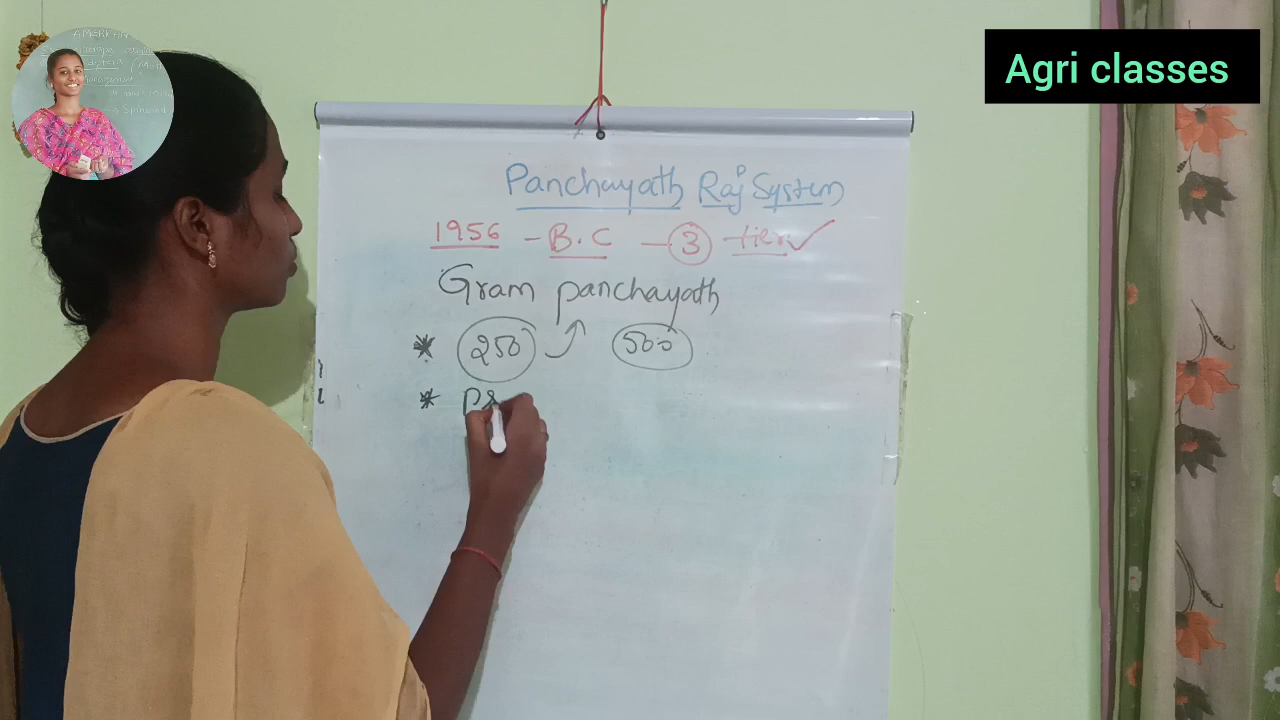 Agri classes
Panchayath Raj System
1956 - B.C - 3 - tier ✓
Gram panchayath
* 250 500
*